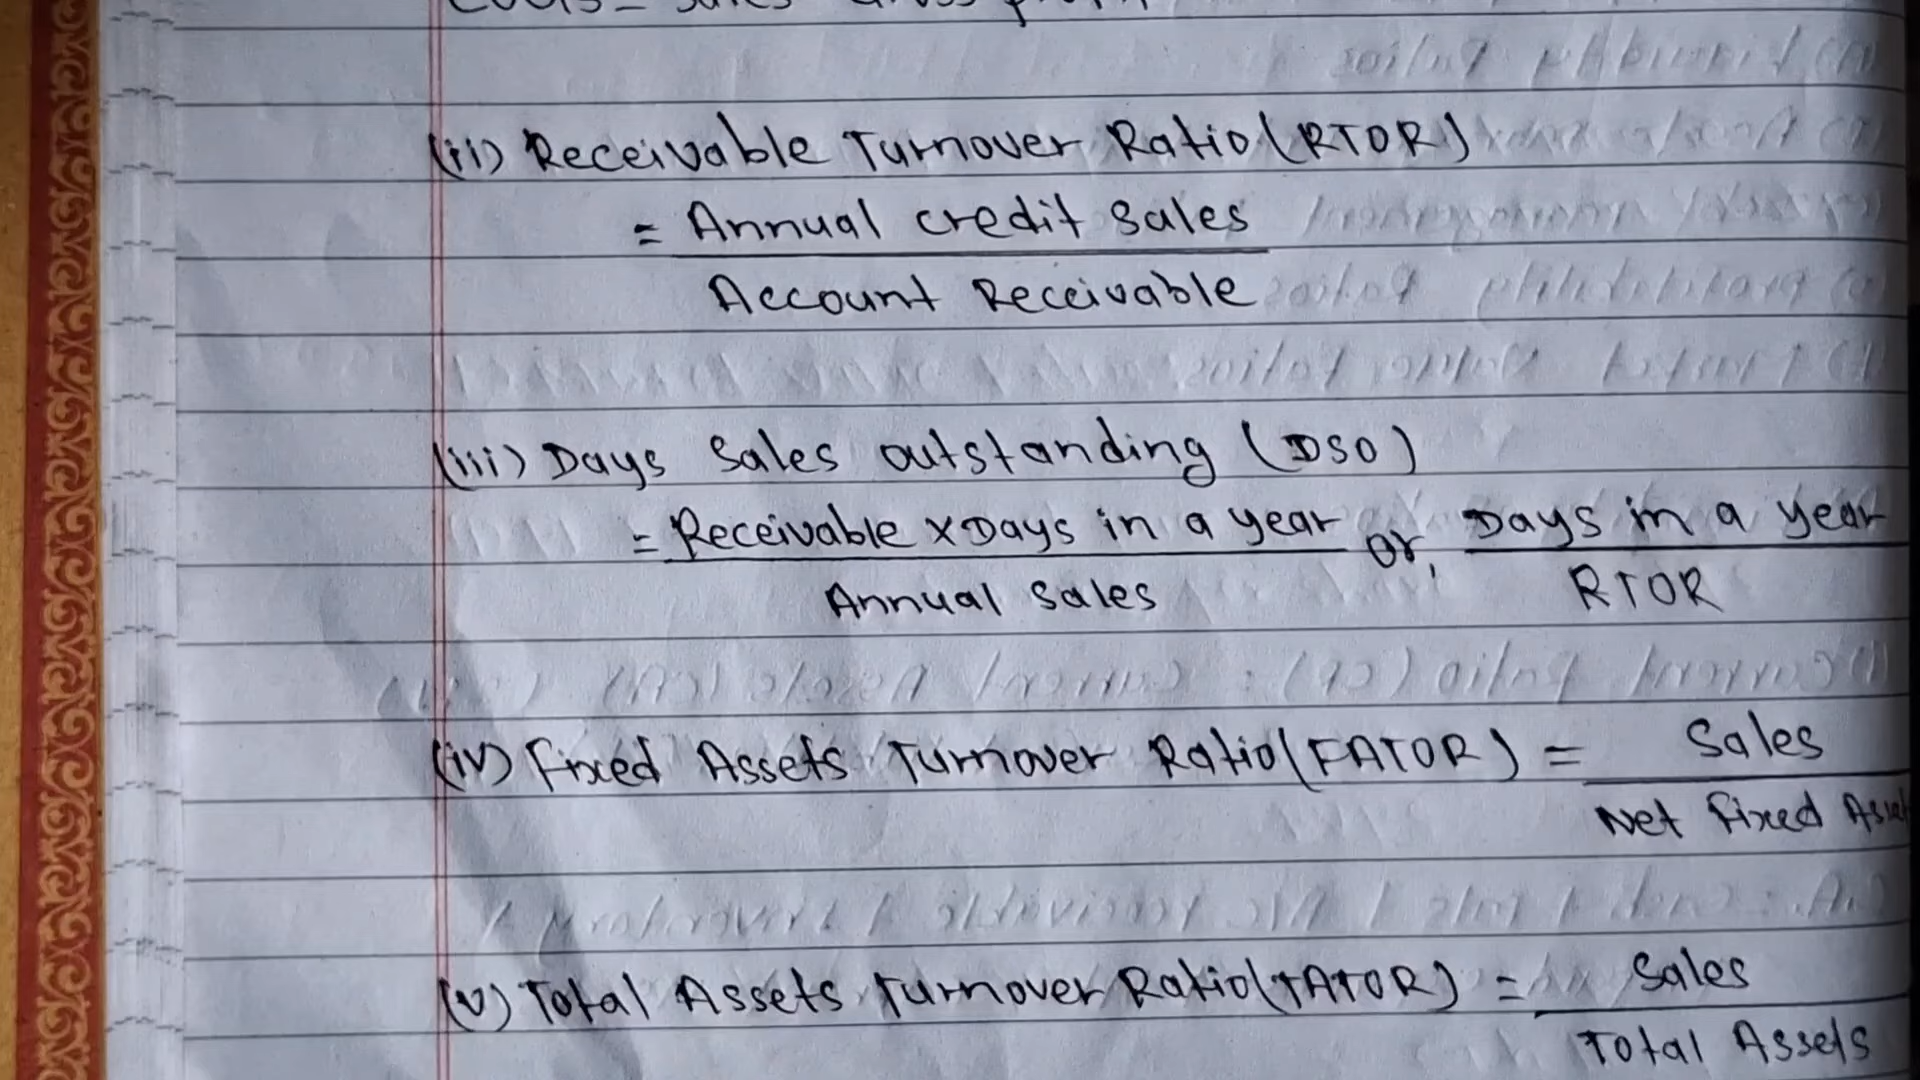 (ii) Receivable Turnover Ratio (RTOR)
= Annual credit sales
Account Receivable
(iii) Days Sales outstanding (DSO)
= Receivable x Days in a year or, Days in a year
Annual sales RTOR
(iv) Fixed Assets Turnover Ratio (FATOR) = Sales
Net fixed
(v) Total Assets Turnover Ratio (TATOR) = Sales
Total Assets